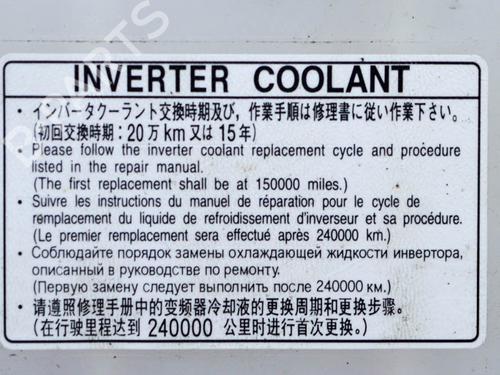 INVERTER COOLANT
• インバータクーラント交換時期及び，作業手順は修理書に従い作業下さい。
(初回交換時期：20万km又は15年)
• Please follow the inverter coolant replacement cycle and procedure
listed in the repair manual.
(The first replacement shall be at 150000 miles.)
• Suivre les instructions du manuel de réparation pour le cycle de
remplacement du liquide de refroidissement d'inverseur et sa procédure.
(Le premier remplacement sera effectué après 240000 km.)
• Соблюдайте порядок замены охлаждающей жидкости инвертора,
описанный в руководстве по ремонту.
(Первую замену следует выполнить после 240000 км.)
• 请遵照修理手册中的变频器冷却液的更换周期和更换步骤。
(在行驶里程达到 240000 公里时进行首次更换。)